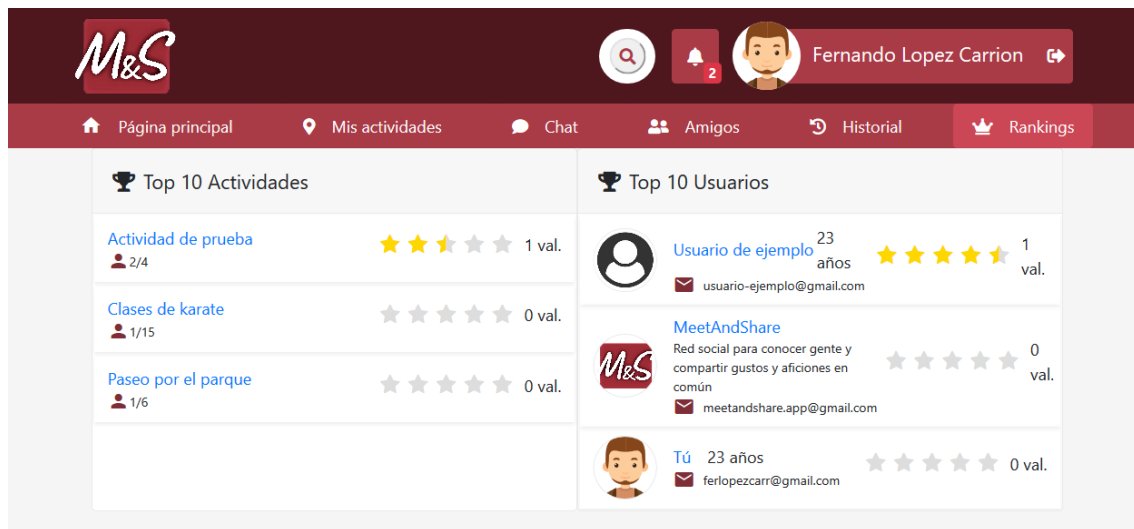 M&S
2
Fernando Lopez Carrion
Página principal
Mis actividades
Chat
Amigos
Historial
Rankings
Top 10 Actividades
Actividad de prueba
2/4
1 val.
Clases de karate
1/15
0 val.
Paseo por el parque
1/6
0 val.
Top 10 Usuarios
Usuario de ejemplo
23
años
1
val.
usuario-ejemplo@gmail.com
M&S
MeetAndShare
Red social para conocer gente y
compartir gustos y aficiones en
común
0
val.
meetandshare.app@gmail.com
Tú 23 años
0 val.
ferlopezcarr@gmail.com